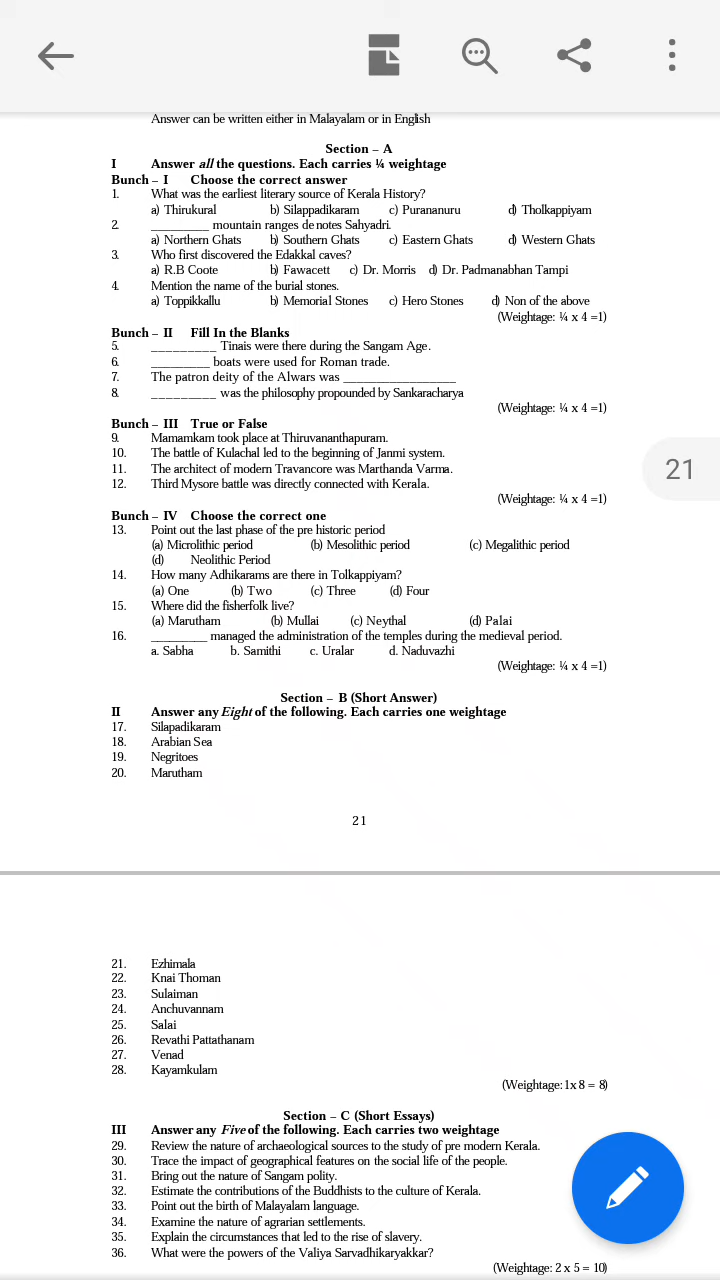 Answer can be written either in Malayalam or in English
Section – A
I Answer all the questions. Each carries ¼ weightage
Bunch – I Choose the correct answer
1. What was the earliest literary source of Kerala History?
a) Thirukural b) Silappadikaram c) Purananuru d) Tholkappiyam
2. _________ mountain ranges denotes Sahyadri.
a) Northern Ghats b) Southern Ghats c) Eastern Ghats d) Western Ghats
3. Who first discovered the Edakkal caves?
a) R.B Coote b) Fawacett c) Dr. Morris d) Dr. Padmanabhan Tampi
4. Mention the name of the burial stones.
a) Toppikkallu b) Memorial Stones c) Hero Stones d) Non of the above
(Weightage: ¼ x 4 =1)
Bunch – II Fill In the Blanks
5. _________ Tinais were there during the Sangam Age.
6. _________ boats were used for Roman trade.
7. The patron deity of the Alwars was _________________
8. _________ was the philosophy propounded by Sankaracharya
(Weightage: ¼ x 4 =1)
Bunch – III True or False
9. Mamamkam took place at Thiruvananthapuram.
10. The battle of Kulachal led to the beginning of Janmi system.
11. The architect of modern Travancore was Marthanda Varma.
12. Third Mysore battle was directly connected with Kerala.
(Weightage: ¼ x 4 =1)
21
Bunch – IV Choose the correct one
13. Point out the last phase of the pre historic period
(a) Microlithic period (b) Mesolithic period (c) Megalithic period
(d) Neolithic Period
14. How many Adhikarams are there in Tolkappiyam?
(a) One (b) Two (c) Three (d) Four
15. Where did the fisherfolk live?
(a) Marutham (b) Mullai (c) Neythal (d) Palai
16. _________ managed the administration of the temples during the medieval period.
a. Sabha b. Samithi c. Uralar d. Naduvazhi
(Weightage: ¼ x 4 =1)
Section – B (Short Answer)
II Answer any Eight of the following. Each carries one weightage
17. Silapadikaram
18. Arabian Sea
19. Negritoes
20. Marutham
21
21. Ezhimala
22. Knai Thoman
23. Sulaiman
24. Anchuvannam
25. Salai
26. Revathi Pattathanam
27. Venad
28. Kayamkulam
(Weightage: 1x 8 = 8)
Section – C (Short Essays)
III Answer any Five of the following. Each carries two weightage
29. Review the nature of archaeological sources to the study of pre modern Kerala.
30. Trace the impact of geographical features on the social life of the people.
31. Bring out the nature of Sangam polity.
32. Estimate the contributions of the Buddhists to the culture of Kerala.
33. Point out the birth of Malayalam language.
34. Examine the nature of agrarian settlements.
35. Explain the circumstances that led to the rise of slavery.
36. What were the powers of the Valiya Sarvadhikaryakkar?
(Weightage: 2 x 5 = 10)